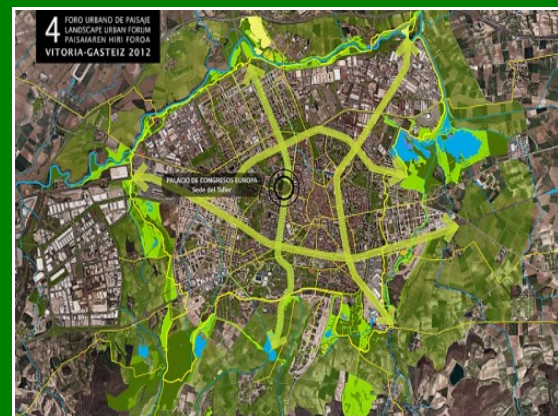 4
FORO URBANO DE PAISAJE
LANDSCAPE URBAN FORUM
PAISAIAREN HIRI FOROA
VITORIA-GASTEIZ 2012
PALACIO DE CONGRESOS EUROPA
Sede del Taller